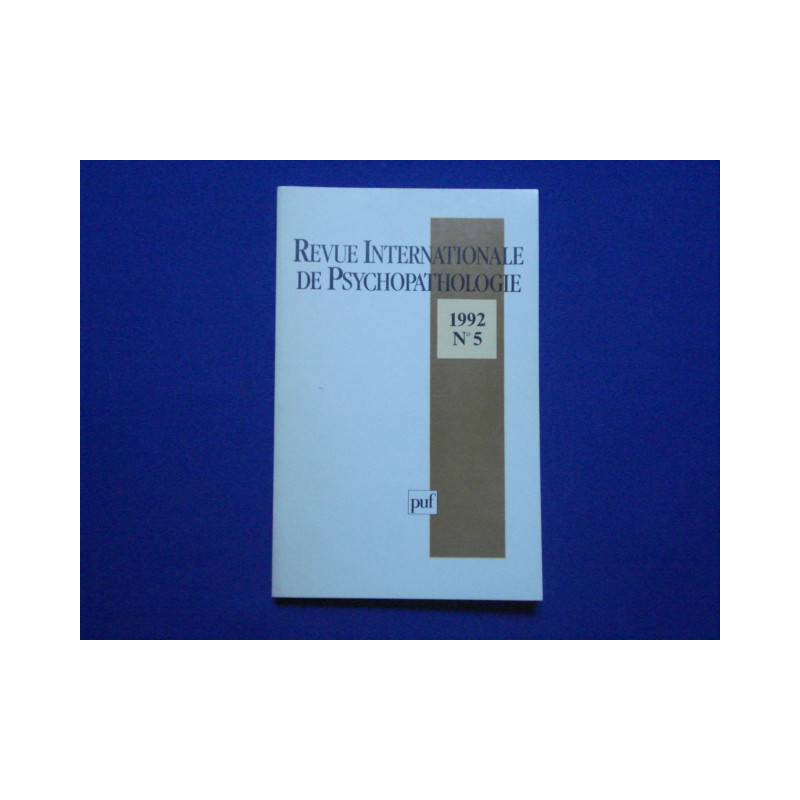 REVUE INTERNATIONALE
DE PSYCHOPATHOLOGIE
1992
N° 5
puf